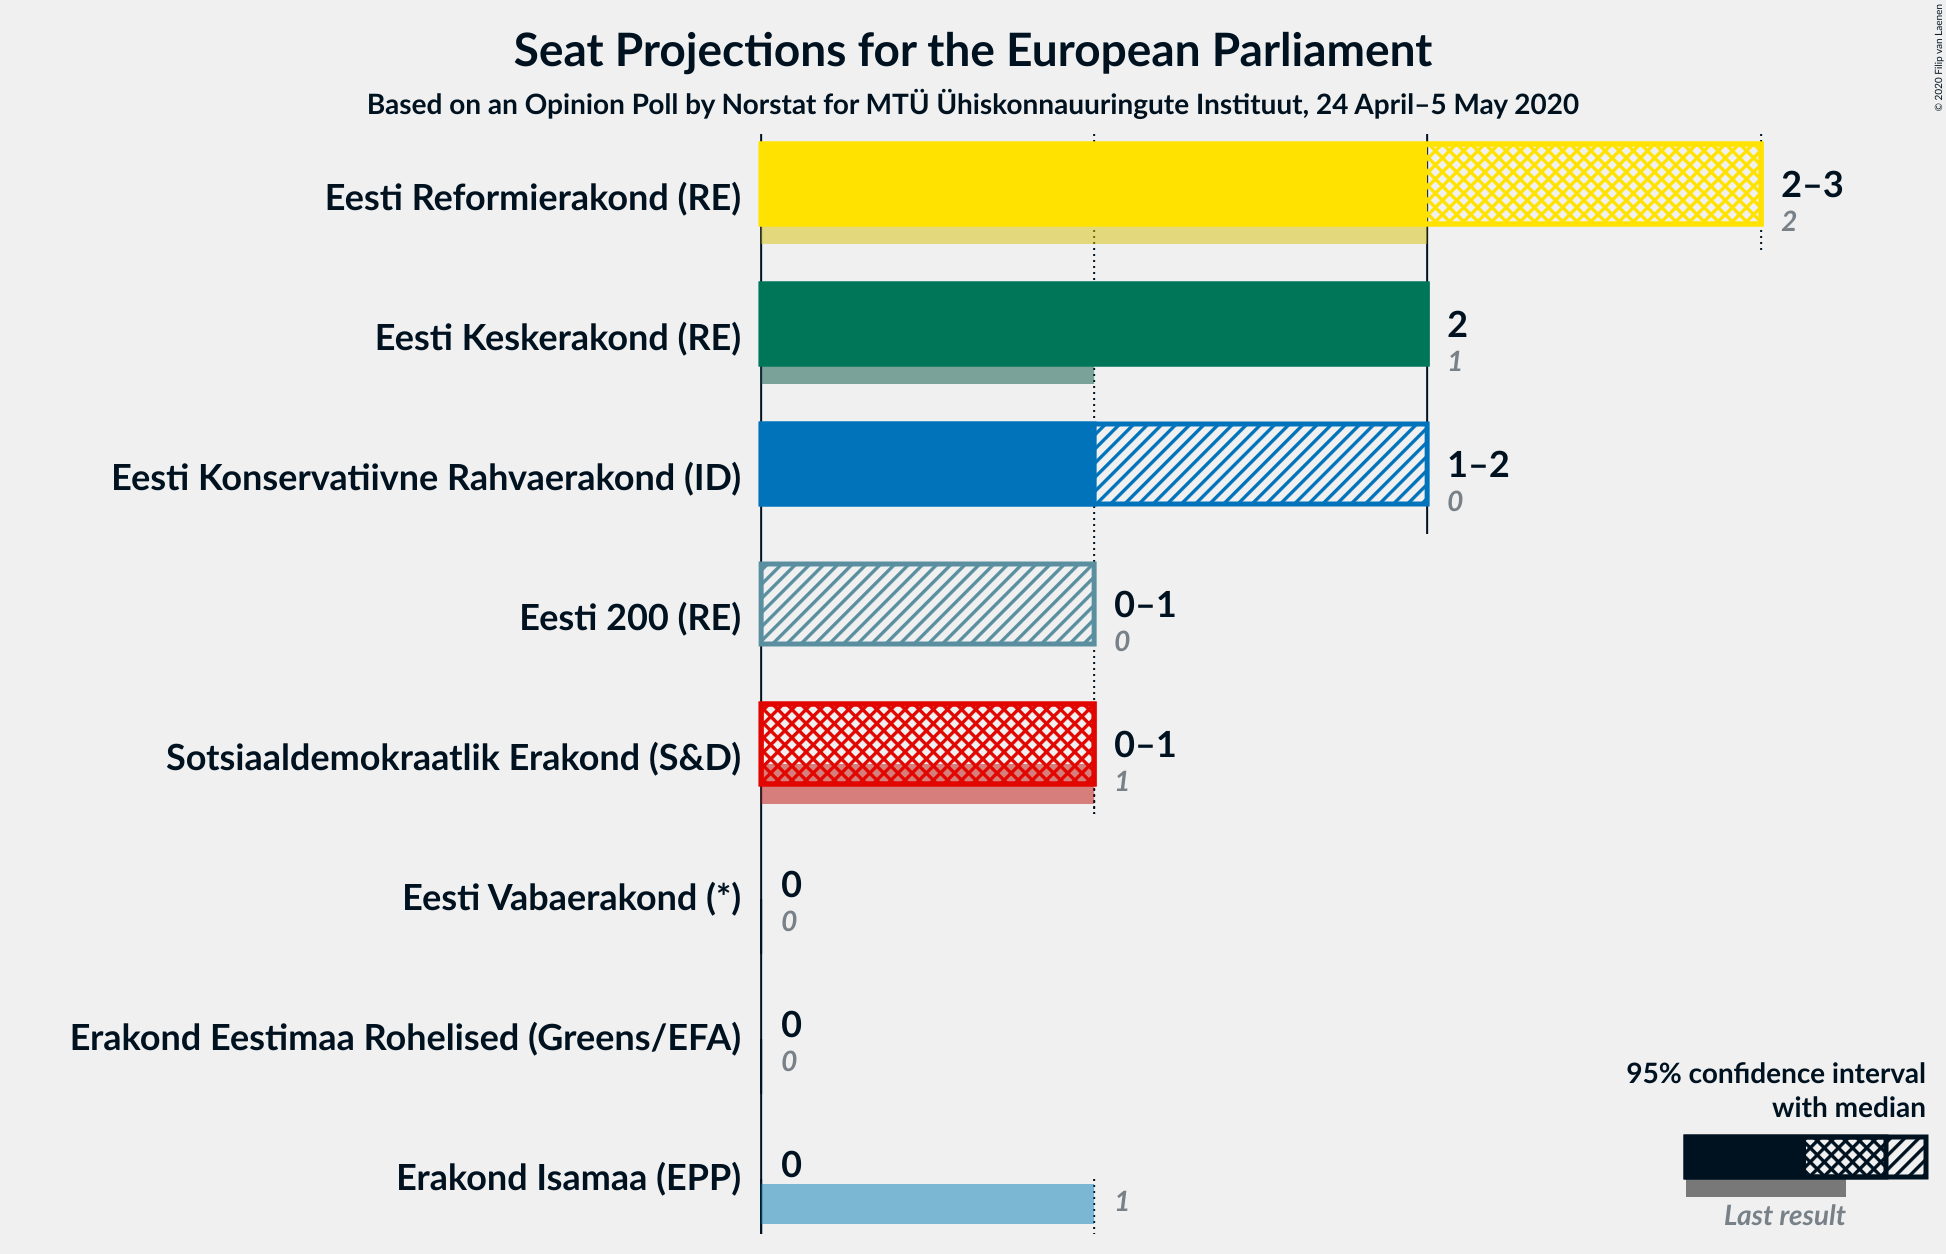 Seat Projections for the European Parliament
Based on an Opinion Poll by Norstat for MTÜ Ühiskonnauuringute Instituut, 24 April–5 May 2020
© 2020 Filip van Laenen
Eesti Reformierakond (RE)
2–3
2
Eesti Keskerakond (RE)
2
1
Eesti Konservatiivne Rahvaerakond (ID)
1–2
0
Eesti 200 (RE)
0–1
0
Sotsiaaldemokraatlik Erakond (S&D)
0–1
1
Eesti Vabaerakond (*)
0
0
Erakond Eestimaa Rohelised (Greens/EFA)
0
0
Erakond Isamaa (EPP)
0
1
95% confidence interval
with median
Last result